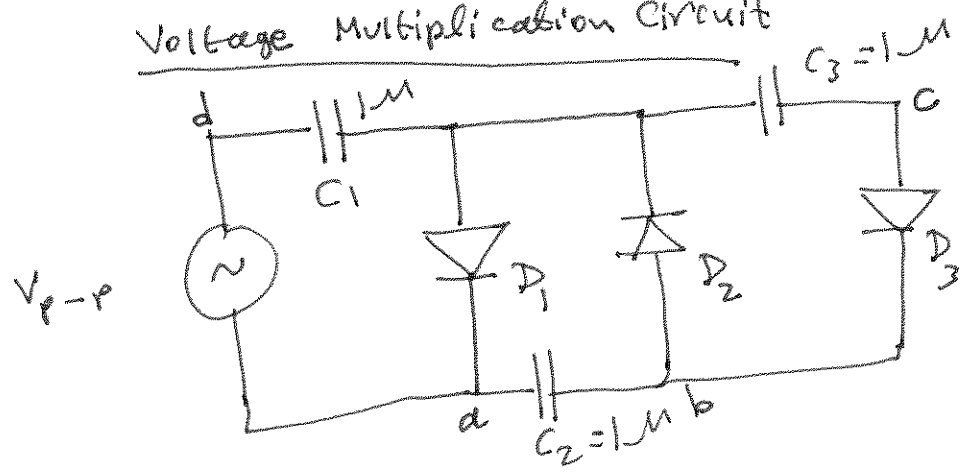 Voltage Multiplication Circuit
C3=1μ
d
1μ
c
C1
Vp-p
~
D1
D2
D3
a
C2=1μ
b